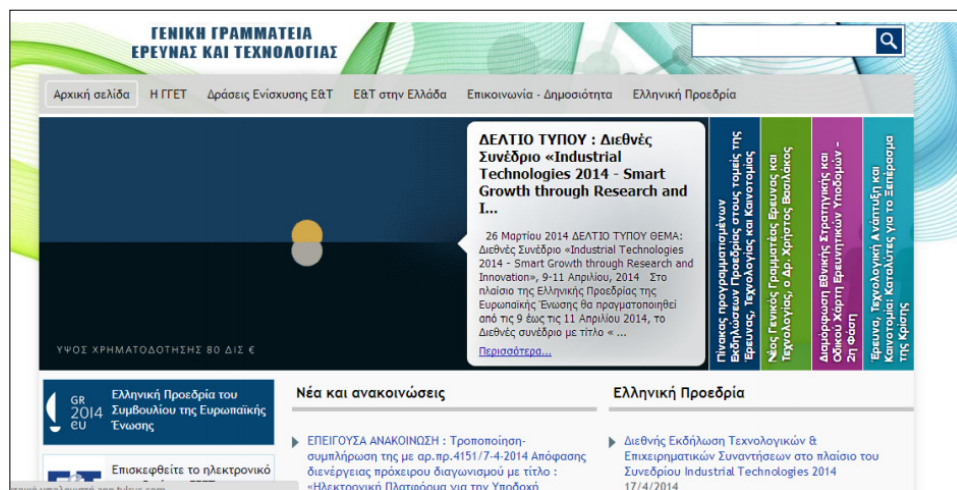 ΓΕΝΙΚΗ ΓΡΑΜΜΑΤΕΙΑ
ΕΡΕΥΝΑΣ ΚΑΙ ΤΕΧΝΟΛΟΓΙΑΣ
Αρχική σελίδα Η ΓΓΕΤ Δράσεις Ενίσχυσης Ε&Τ Ε&Τ στην Ελλάδα Επικοινωνία - Δημοσιότητα Ελληνική Προεδρία
ΥΨΟΣ ΧΡΗΜΑΤΟΔΟΤΗΣΗΣ 80 ΔΙΣ €
ΔΕΛΤΙΟ ΤΥΠΟΥ : Διεθνές
Συνέδριο «Industrial
Technologies 2014 - Smart
Growth through Research and
I...
26 Μαρτίου 2014 ΔΕΛΤΙΟ ΤΥΠΟΥ ΘΕΜΑ:
Διεθνές Συνέδριο «Industrial Technologies
2014 - Smart Growth through Research and
Innovation», 9-11 Απριλίου, 2014 Στο
πλαίσιο της Ελληνικής Προεδρίας της
Ευρωπαϊκής Ένωσης θα πραγματοποιηθεί
από τις 9 έως τις 11 Απριλίου 2014, το
Διεθνές συνέδριο με τίτλο « ...
Περισσότερα...
Πίνακας προγραμματισμένων
Εκδηλώσεων Προεδρίας στους τομείς της
Έρευνας, Τεχνολογίας και Καινοτομίας
Νέος Γενικός Γραμματέας Έρευνας και
Τεχνολογίας, ο Δρ. Χρήστος Βασιλάκος
Διαμόρφωση Εθνικής Στρατηγικής και
Οδικού Χάρτη Ερευνητικών Υποδομών -
2η Φάση
Έρευνα, Τεχνολογική Ανάπτυξη και
Καινοτομία: Καταλύτες για το Ξεπέρασμα
της Κρίσης
GR
2014
eu
Ελληνική Προεδρία του
Συμβουλίου της Ευρωπαϊκής
Ένωσης
Επισκεφθείτε το ηλεκτρονικό
Νέα και ανακοινώσεις
ΕΠΕΙΓΟΥΣΑ ΑΝΑΚΟΙΝΩΣΗ : Τροποποίηση-
συμπλήρωση της με αρ.πρ.4151/7-4-2014 Απόφασης
διενέργειας πρόχειρου διαγωνισμού με τίτλο :
«Ηλεκτρονική Πλατφόρμα για την Υποδοχή
Ελληνική Προεδρία
Διεθνής Εκδήλωση Τεχνολογικών &
Επιχειρηματικών Συναντήσεων στο πλαίσιο του
Συνεδρίου Industrial Technologies 2014
17/4/2014